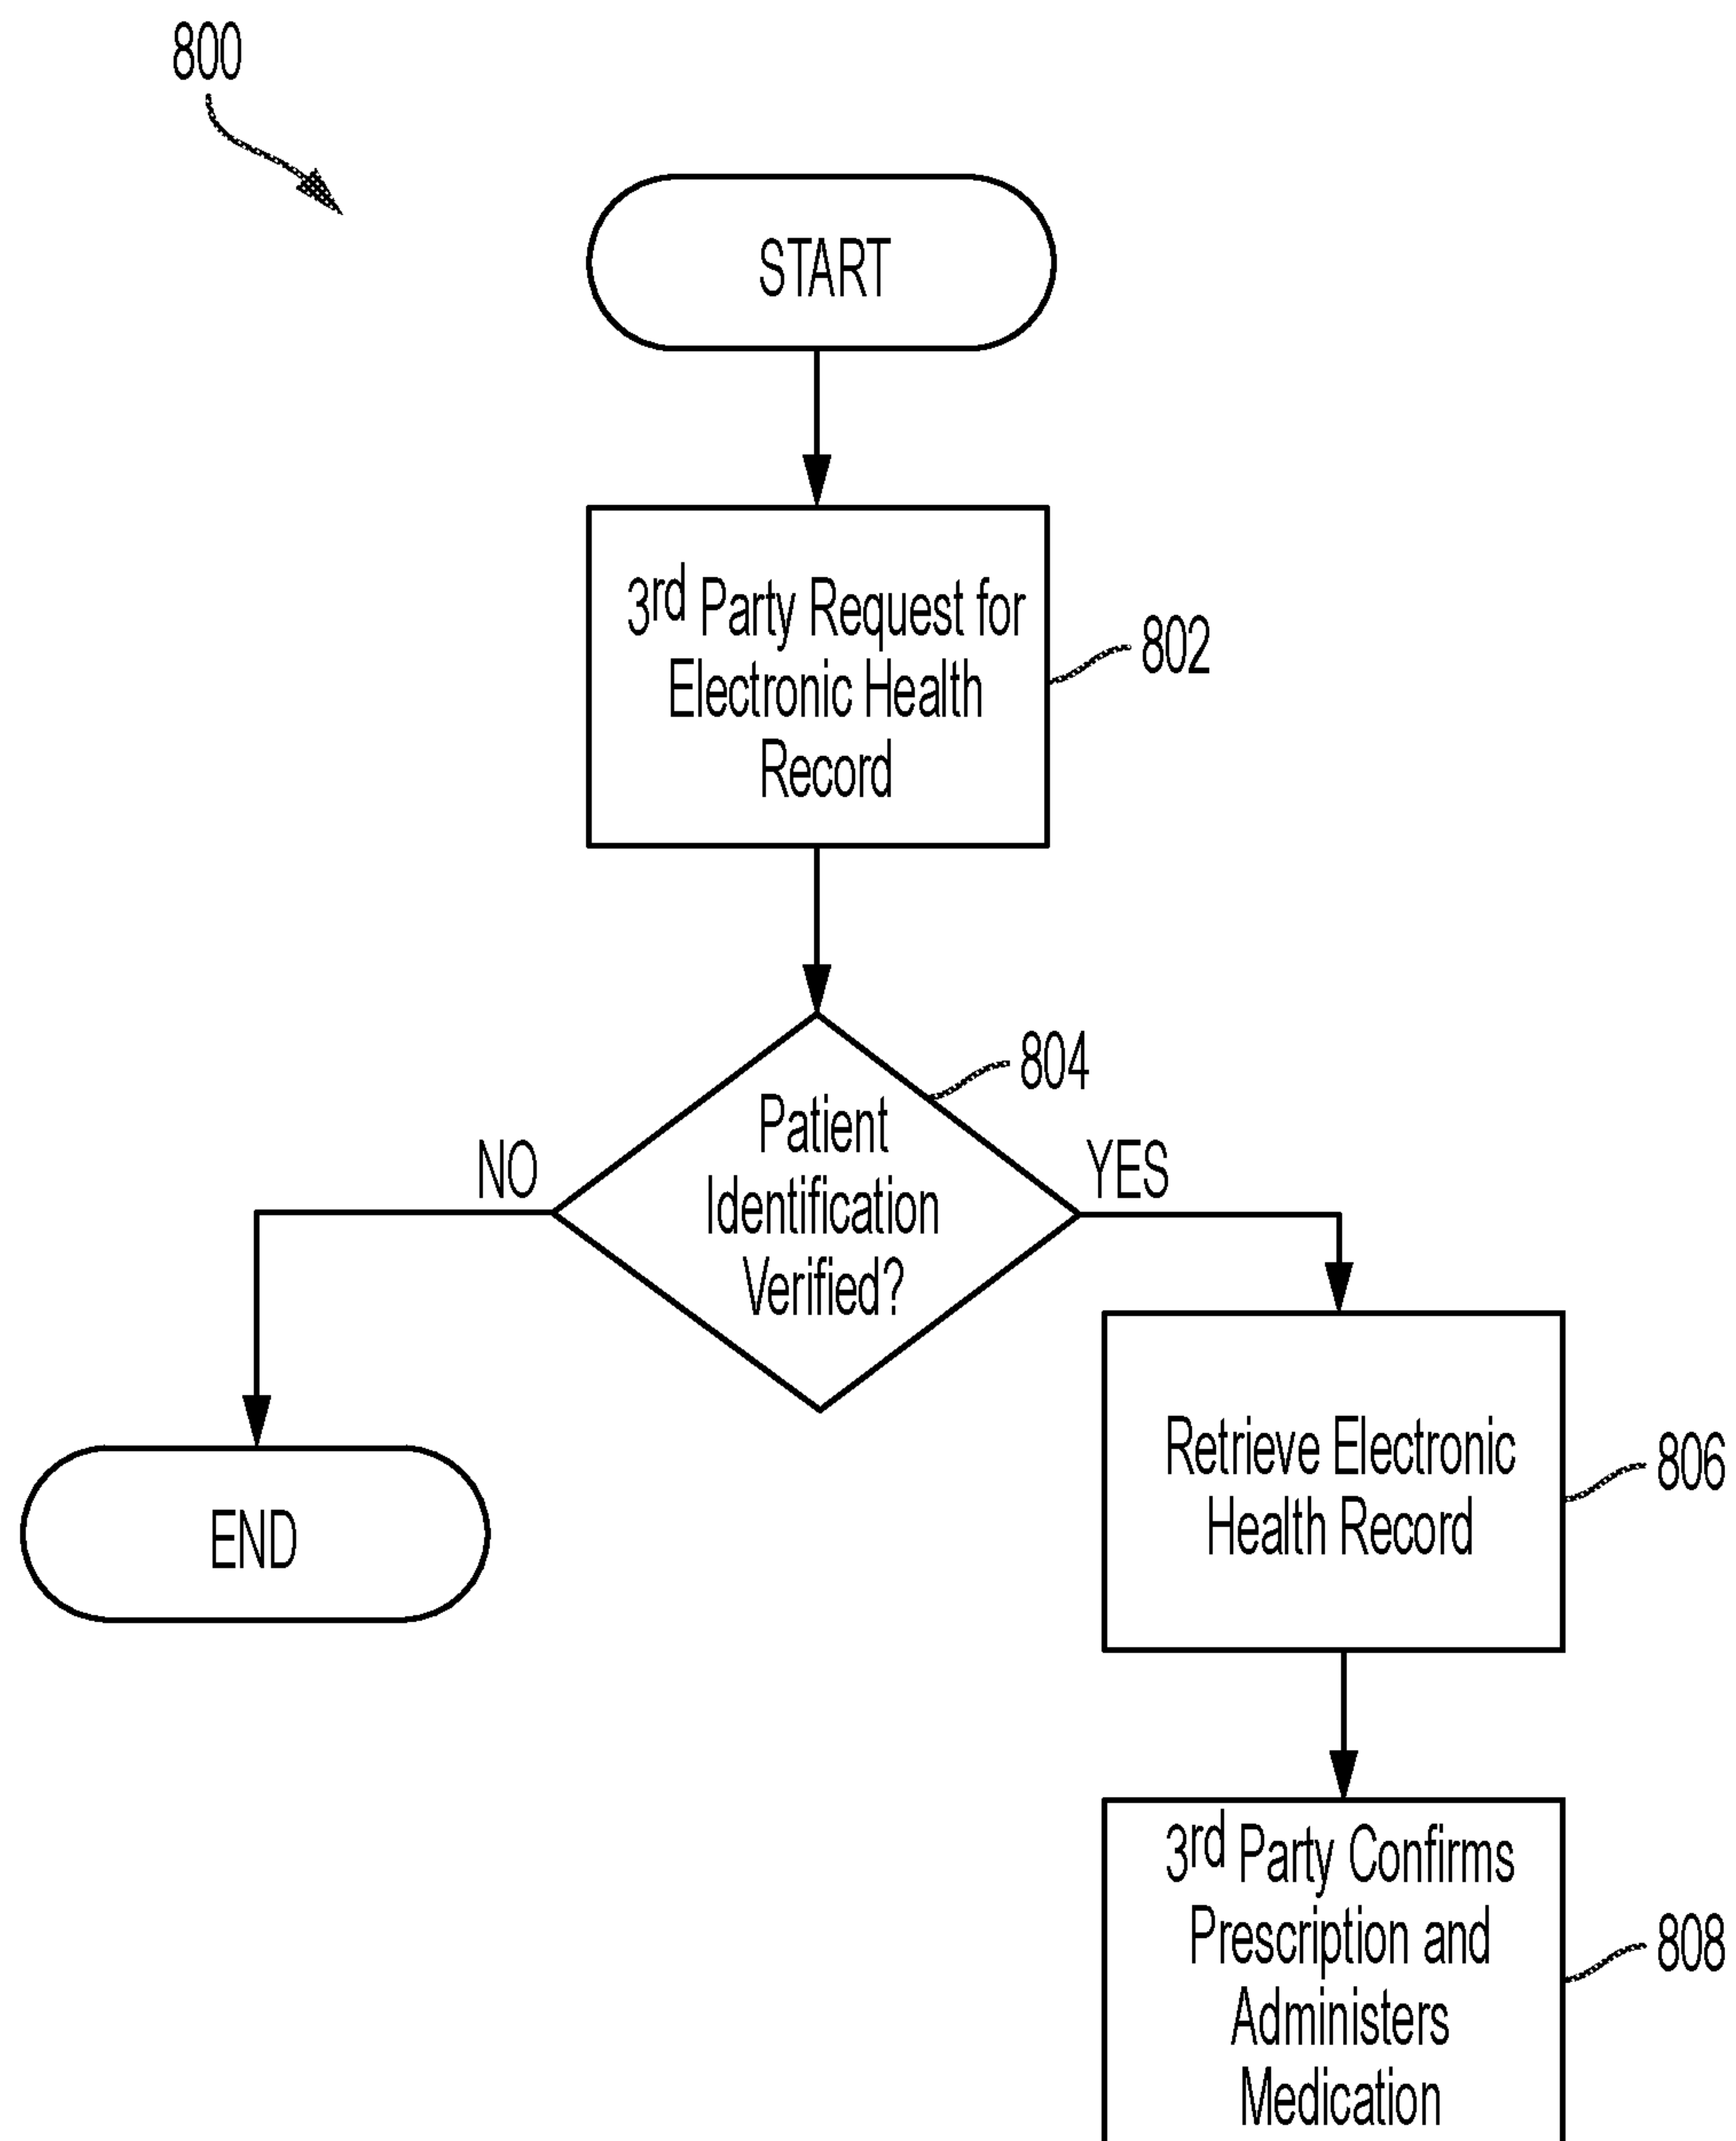 800
START
3rd Party Request for
Electronic Health
Record
802
804
Patient
Identification
Verified?
NO
YES
END
Retrieve Electronic
Health Record
806
3rd Party Confirms
Prescription and
Administers
Medication
808